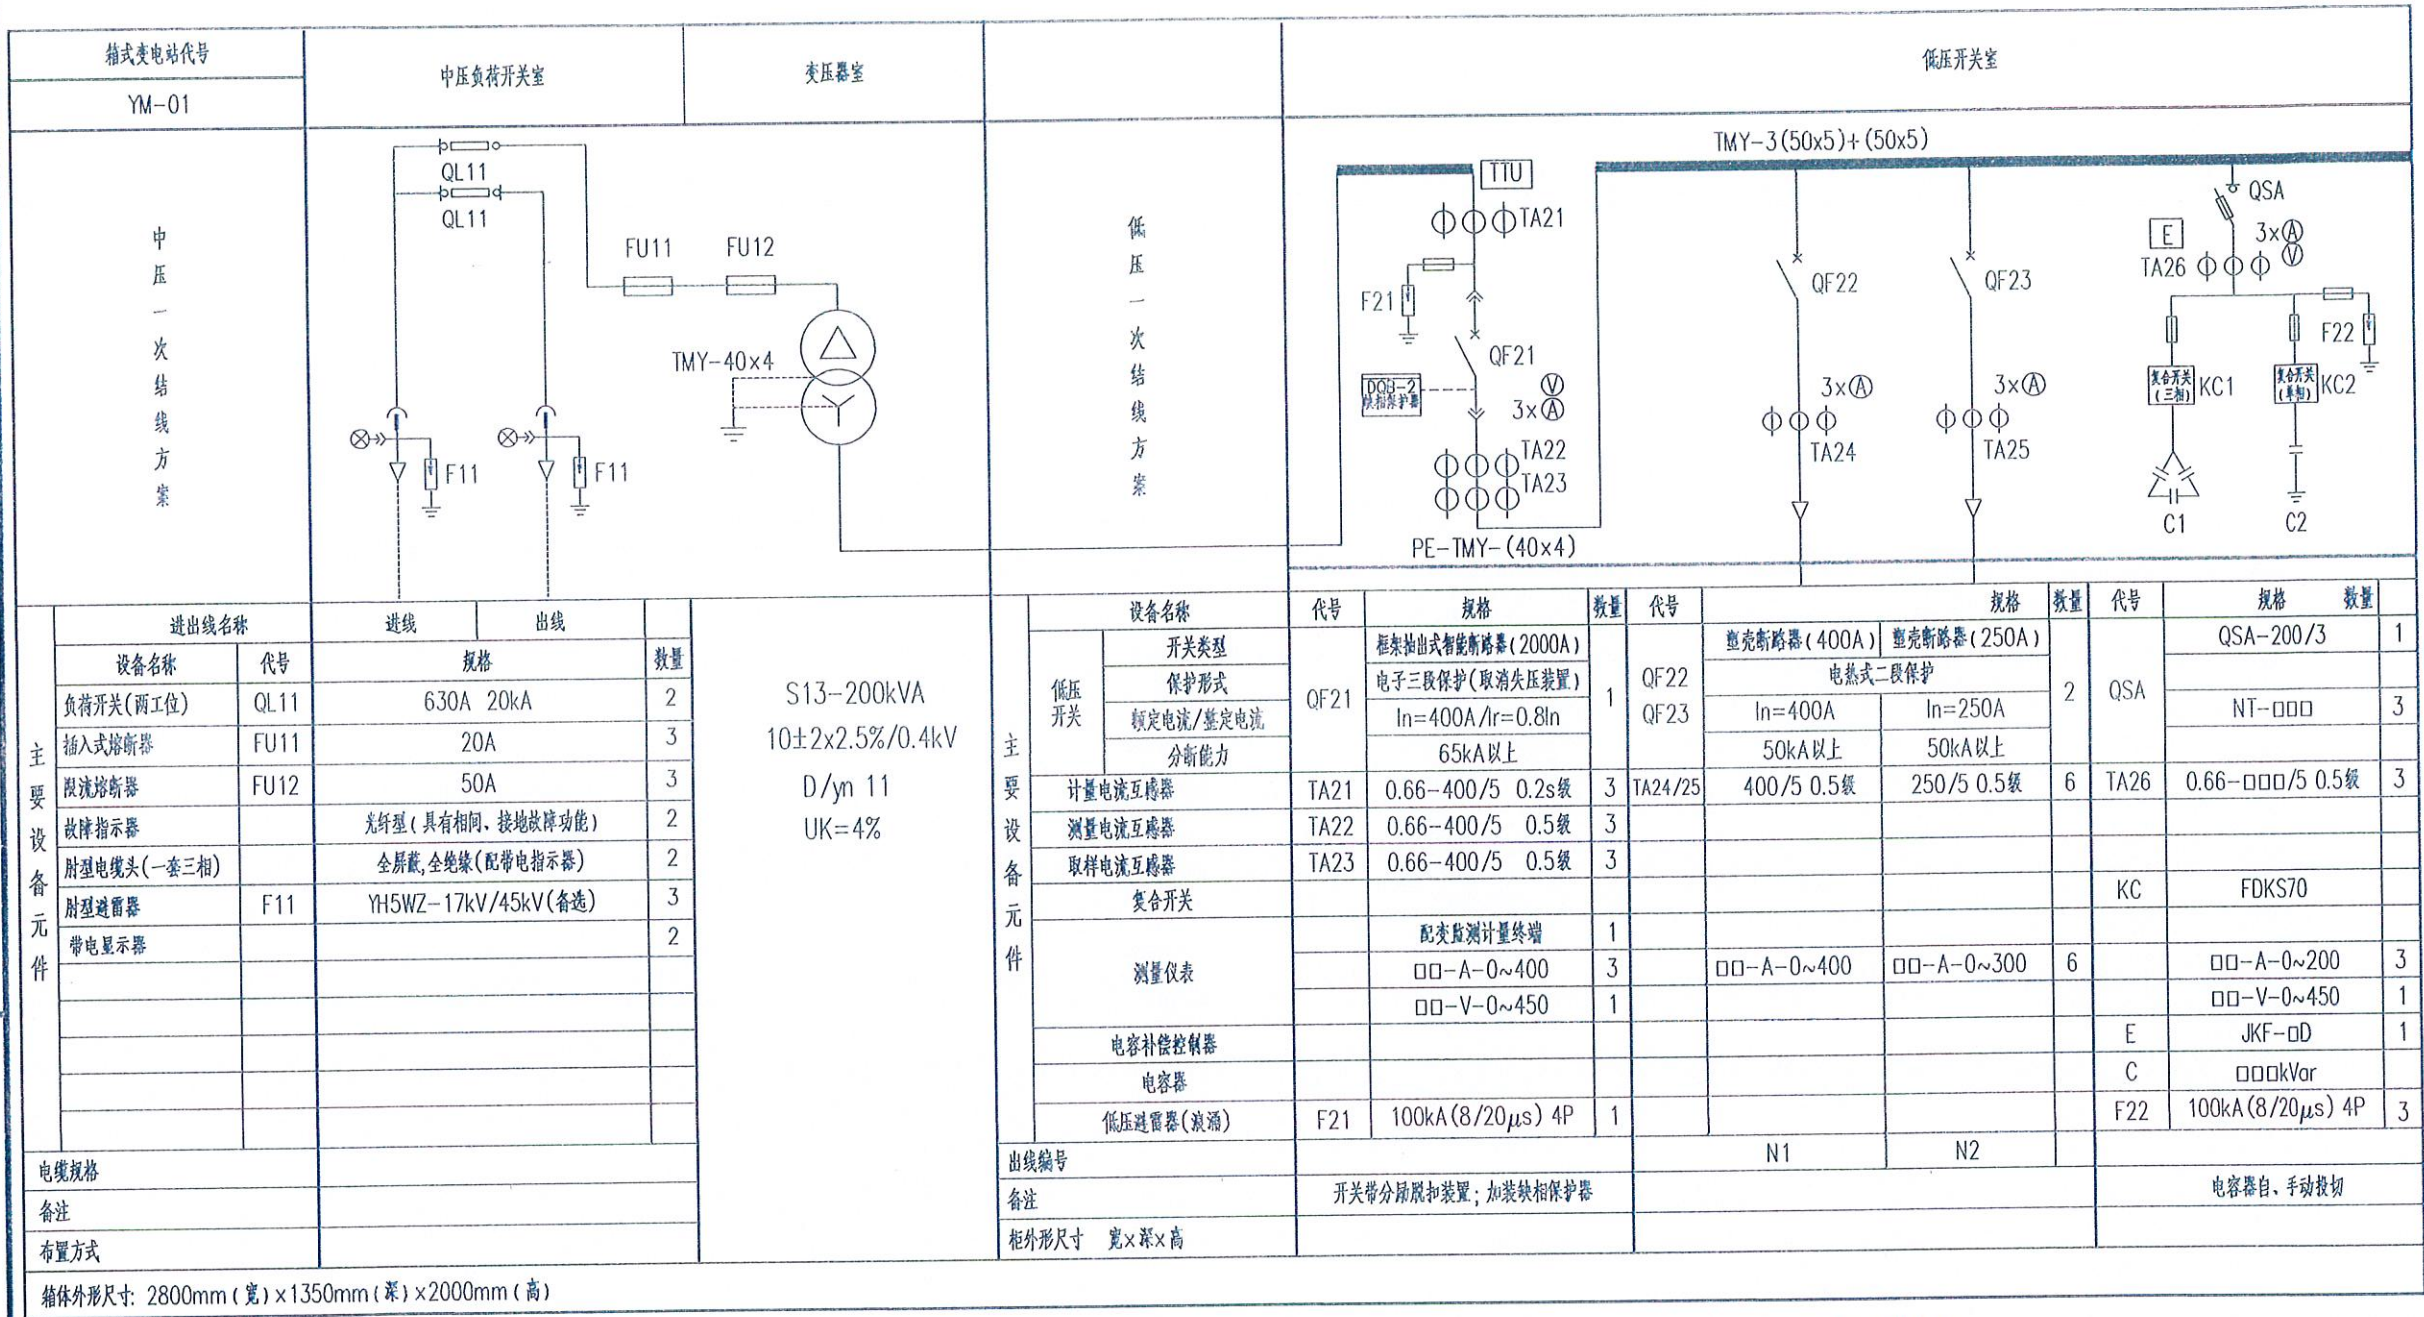 箱式变电站代号
YM-01
中压负荷开关室
变压器室
低压开关室
中压一次结线方案
QL11
QL11
FU11
FU12
TMY-40x4
F11
F11
低压一次结线方案
TMY-3(50x5)+(50x5)
TTU
TA21
F21
QF21
DQB-2
缺相保护器
V
3xA
TA22
TA23
PE-TMY-(40x4)
QF22
3xA
TA24
QF23
3xA
TA25
QSA
E
3xA
V
TA26
F22
复合开关
(三相)
KC1
复合开关
(单相)
KC2
C1
C2
主要设备元件
进出线名称 进线 出线
设备名称 代号 规格 数量
负荷开关(两工位) QL11 630A 20kA 2
插入式熔断器 FU11 20A 3
限流熔断器 FU12 50A 3
故障指示器 光纤型(具有相间、接地故障功能) 2
肘型电缆头(一套三相) 全屏蔽,全绝缘(配带电指示器) 2
肘型避雷器 F11 YH5WZ-17kV/45kV(备选) 3
带电显示器 2
电缆规格
备注
布置方式
S13-200kVA
10±2x2.5%/0.4kV
D/yn 11
UK=4%
主要设备元件
设备名称 代号 规格 数量 代号 规格 数量 代号 规格 数量
低压开关
开关类型 框架抽出式智能断路器(2000A) 塑壳断路器(400A) 塑壳断路器(250A) QSA-200/3 1
保护形式 电子三段保护(取消失压装置) 电热式二段保护
QF21 1 QF22 QF23 2 QSA
额定电流/整定电流 In=400A/Ir=0.8In In=400A In=250A NT-□□□ 3
分断能力 65kA以上 50kA以上 50kA以上
计量电流互感器 TA21 0.66-400/5 0.2s级 3 TA24/25 400/5 0.5级 250/5 0.5级 6 TA26 0.66-□□□/5 0.5级 3
测量电流互感器 TA22 0.66-400/5 0.5级 3
取样电流互感器 TA23 0.66-400/5 0.5级 3
复合开关 KC FDKS70
测量仪表
配变监测计量终端 1
□□-A-0~400 3 □□-A-0~400 □□-A-0~300 6 □□-A-0~200 3
□□-V-0~450 1 □□-V-0~450 1
电容补偿控制器 E JKF-□D 1
电容器 C □□□kVar
低压避雷器(浪涌) F21 100kA(8/20μs) 4P 1 F22 100kA(8/20μs) 4P 3
出线编号 N1 N2
备注 开关带分励脱扣装置;加装缺相保护器 电容器自、手动投切
柜外形尺寸 宽x深x高
箱体外形尺寸: 2800mm(宽)x1350mm(深)x2000mm(高)